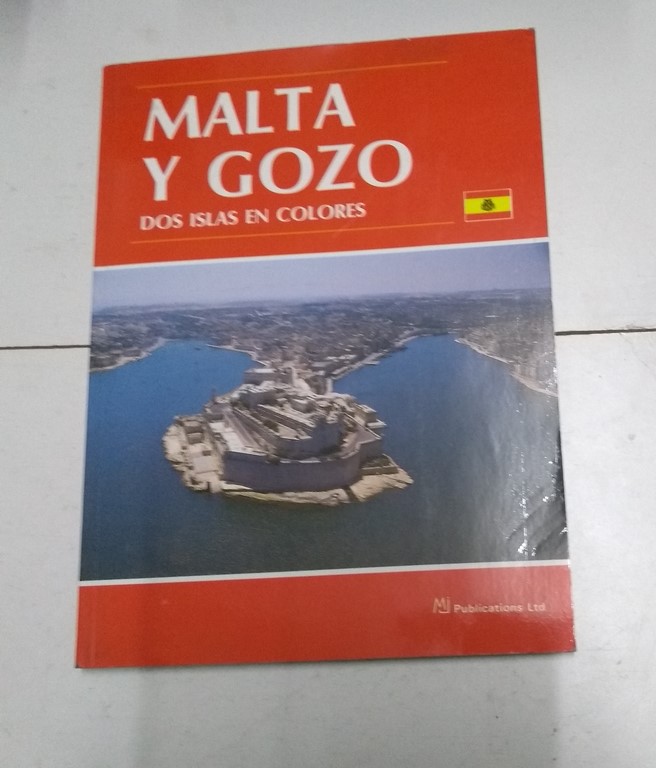 MALTA
Y GOZO
DOS ISLAS EN COLORES
MJ Publications Ltd